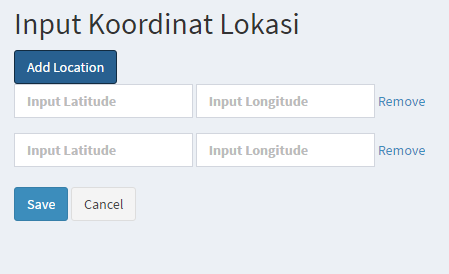 Input Koordinat Lokasi
Add Location
Input Latitude Input Longitude Remove
Input Latitude Input Longitude Remove
Save Cancel